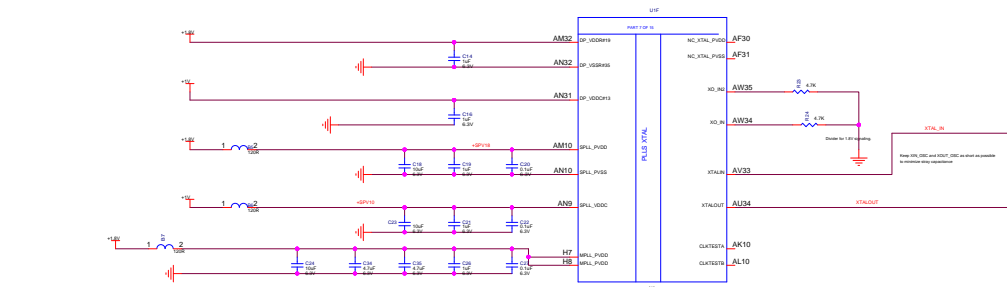 U1F
PART 7 OF 15
+1.8V
AM32
DP_VDDR#19
NC_XTAL_PVDD
AF30
C14
1uF
6.3V
AN32
DP_VSSR#35
NC_XTAL_PVSS
AF31
+1V
AN31
DP_VDDC#13
XO_IN2
AW35
R25
4.7K
C16
1uF
6.3V
XO_IN
AW34
R24
4.7K
Divider for 1.8V signaling
XTAL_IN
+1.8V
1
2
120R
+SPV18
AM10
SPLL_PVDD
PLLS XTAL
Keep XIN_OSC and XOUT_OSC as short as possible
to minimize stray capacitance
C18
10uF
6.3V
C19
1uF
6.3V
C20
0.1uF
6.3V
AN10
SPLL_PVSS
XTALIN
AV33
+1V
1
2
120R
+SPV10
AN9
SPLL_VDDC
XTALOUT
AU34
XTALOUT
C23
10uF
6.3V
C21
1uF
6.3V
C22
0.1uF
6.3V
+1.8V
1
B7
2
120R
CLKTESTA
AK10
H7
MPLL_PVDD
H8
MPLL_PVDD
CLKTESTB
AL10
C24
10uF
6.3V
C34
4.7uF
6.3V
C35
4.7uF
6.3V
C26
1uF
6.3V
0.1uF
6.3V